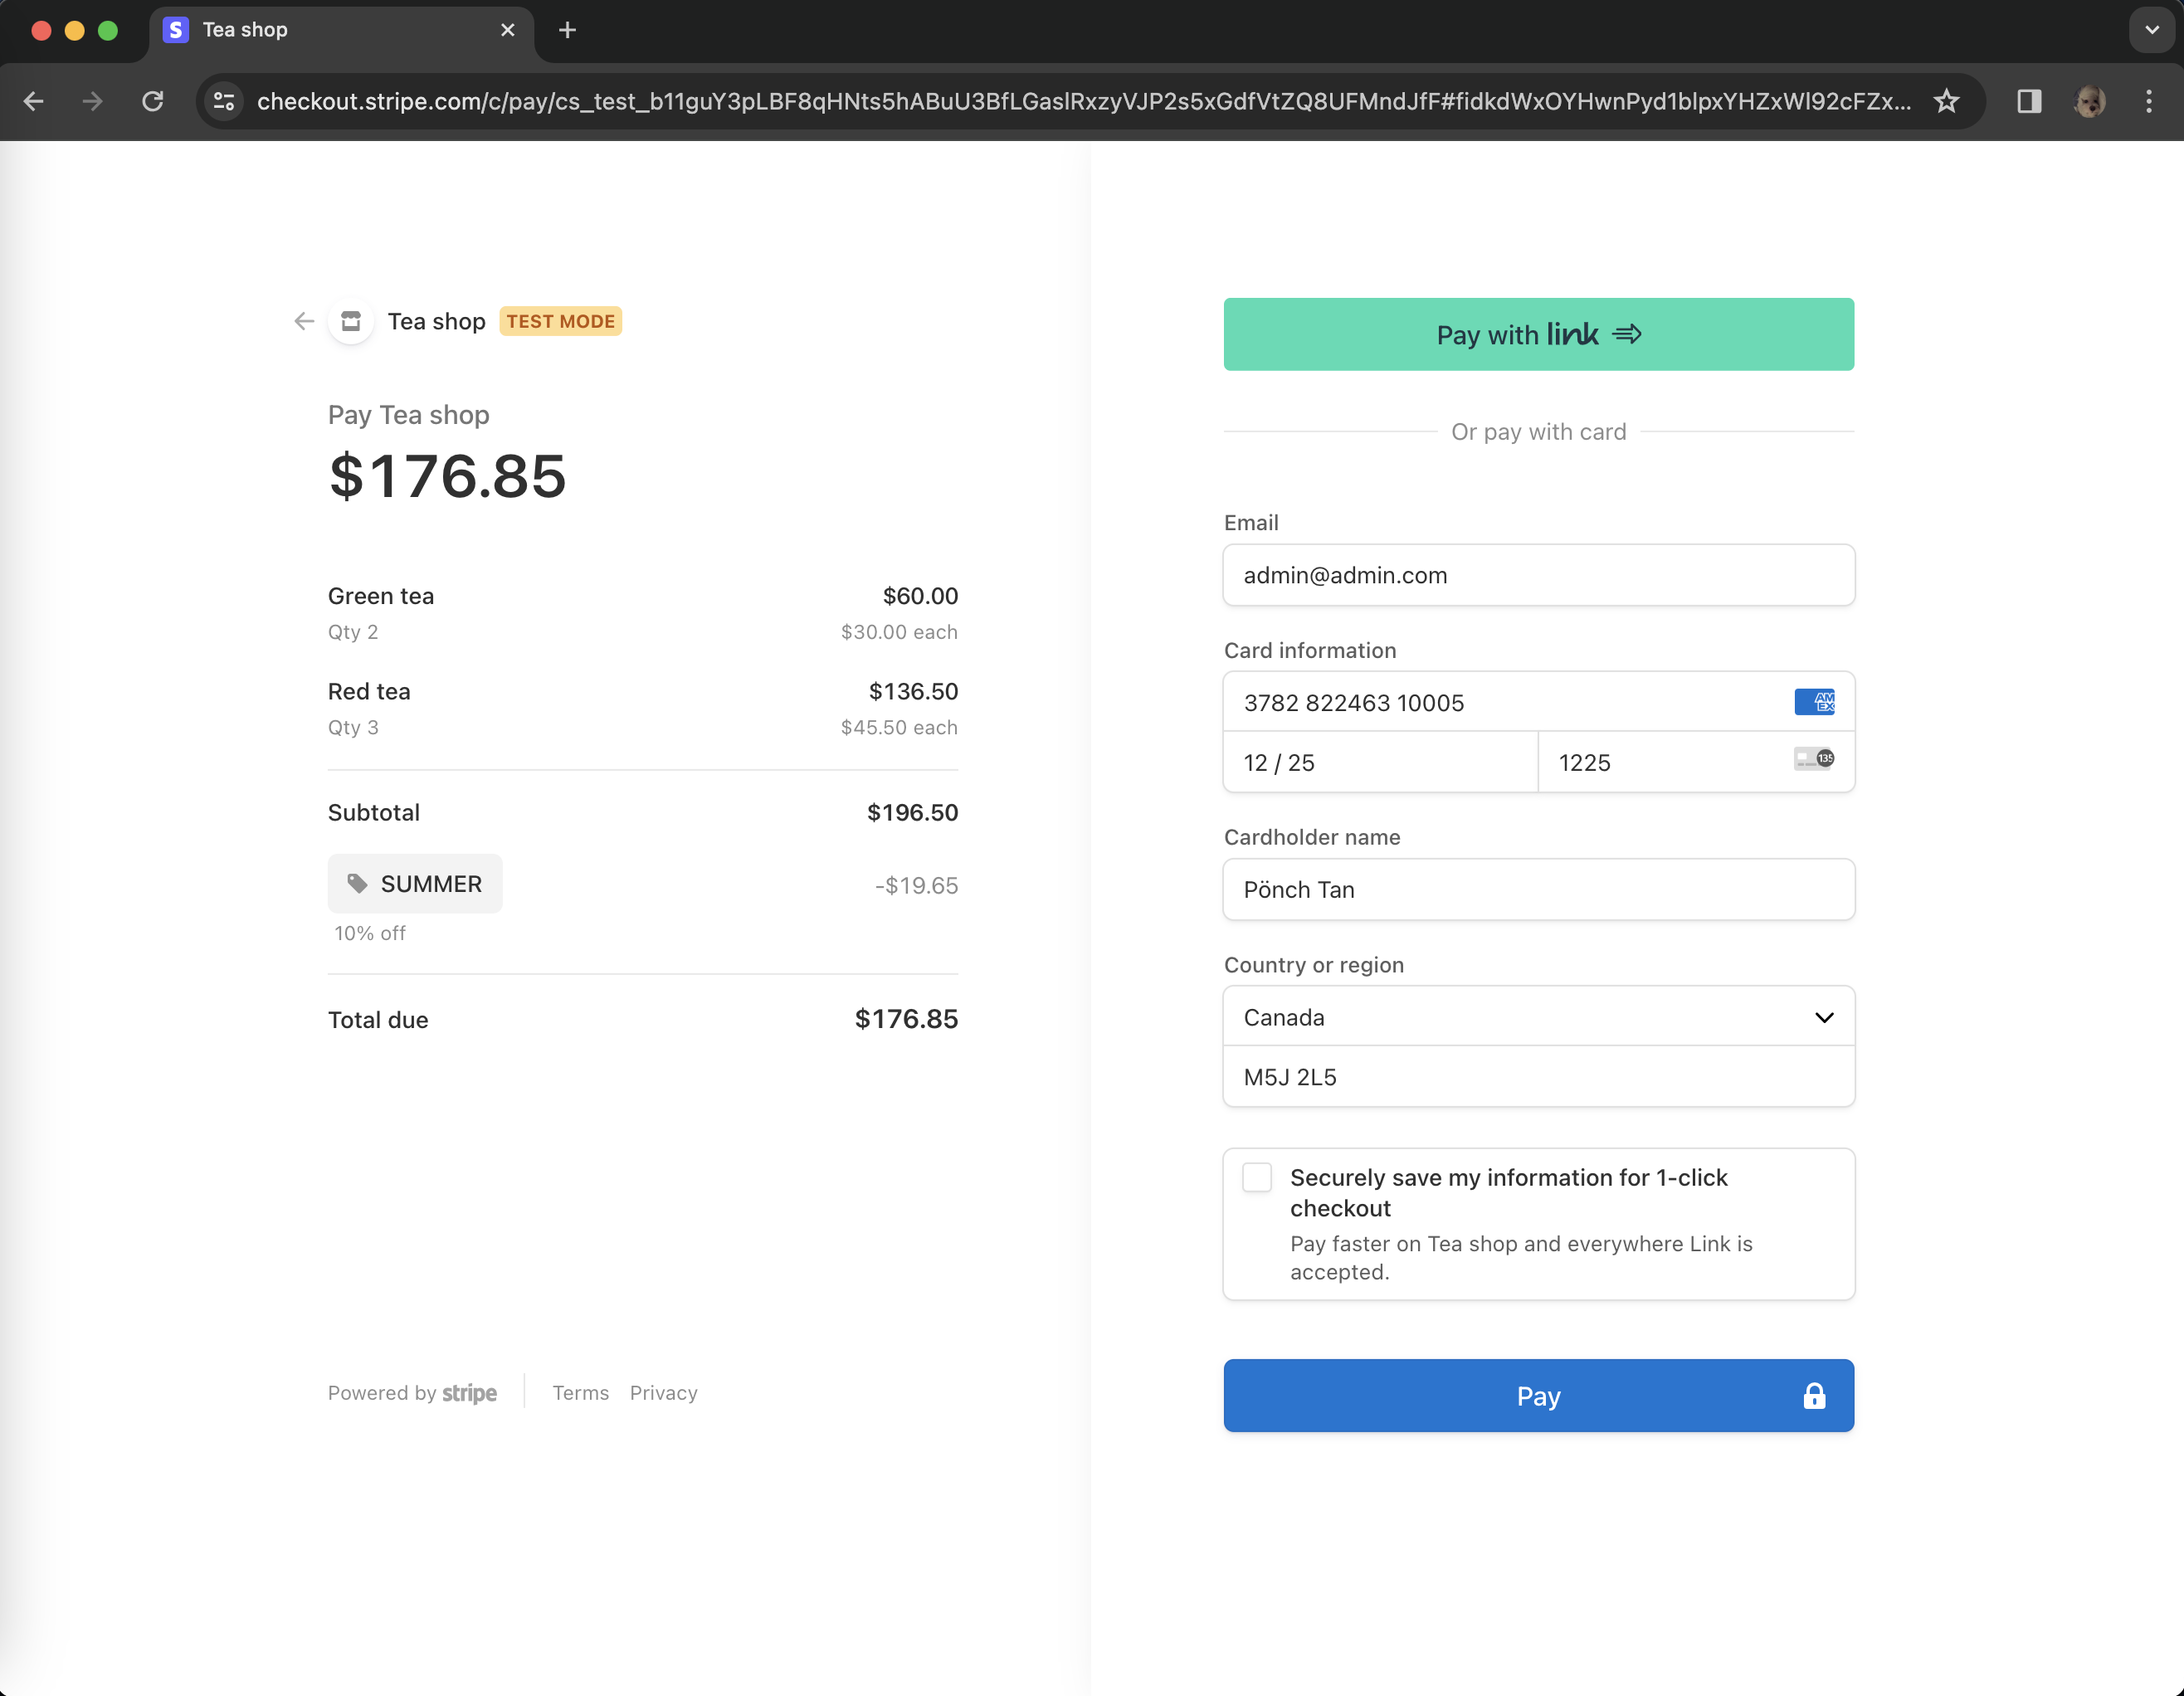 Tea shop
checkout.stripe.com/c/pay/cs_test_b11guY3pLBF8qHNts5hABuU3BfLGaslRxzyVJP2s5xGdfVtZQ8UFMndJfF#fidkdWxOYHwnPyd1blpxYHZxWl92cFZx...
Tea shop TEST MODE
Pay Tea shop
$176.85
Green tea $60.00
Qty 2 $30.00 each
Red tea $136.50
Qty 3 $45.50 each
Subtotal $196.50
SUMMER -$19.65
10% off
Total due $176.85
Powered by stripe Terms Privacy
Pay with link
Or pay with card
Email
admin@admin.com
Card information
3782 822463 10005 AMEX
12 / 25 1225 135
Cardholder name
Pönch Tan
Country or region
Canada
M5J 2L5
Securely save my information for 1-click
checkout
Pay faster on Tea shop and everywhere Link is
accepted.
Pay